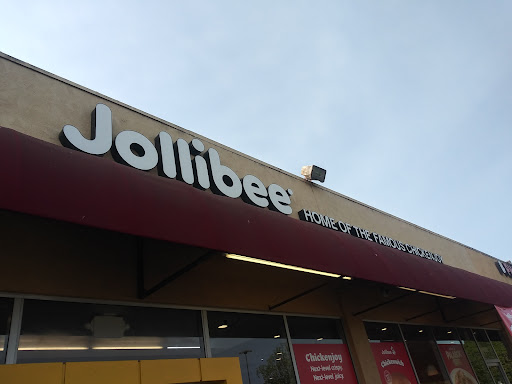 Jollibee
HOME OF THE FAMOUS CHICKENJOY
Chickenjoy
Next-level crispy
Next-level juicy